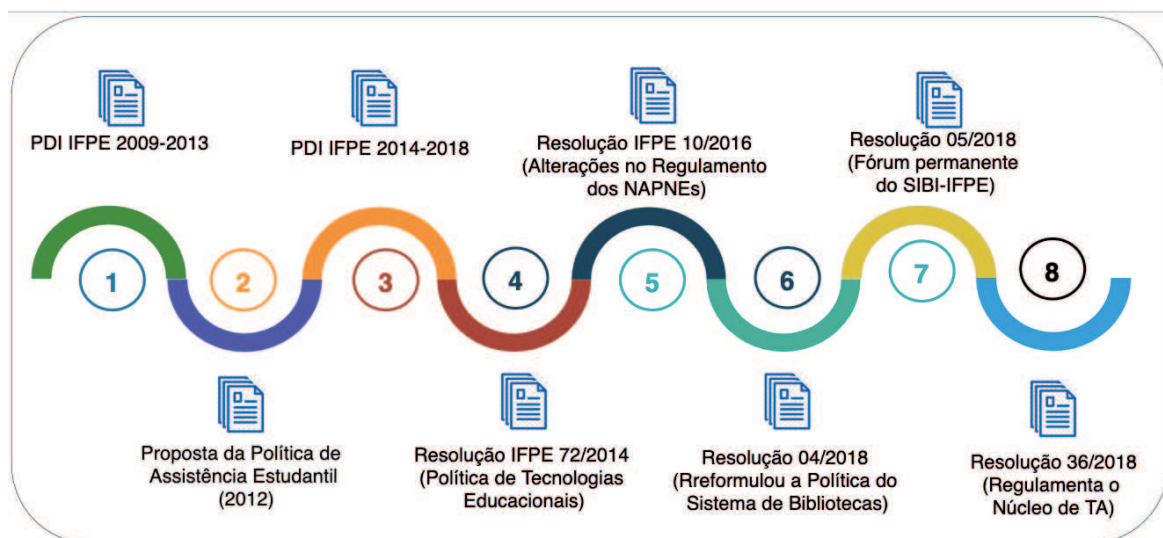 PDI IFPE 2009-2013
PDI IFPE 2014-2018
Resolução IFPE 10/2016
(Alterações no Regulamento
dos NAPNEs)
Resolução 05/2018
(Fórum permanente
do SIBI-IFPE)
1
2
3
4
5
6
7
8
Proposta da Política de
Assistência Estudantil
(2012)
Resolução IFPE 72/2014
(Política de Tecnologias
Educacionais)
Resolução 04/2018
(Rreformulou a Política do
Sistema de Bibliotecas)
Resolução 36/2018
(Regulamenta o
Núcleo de TA)